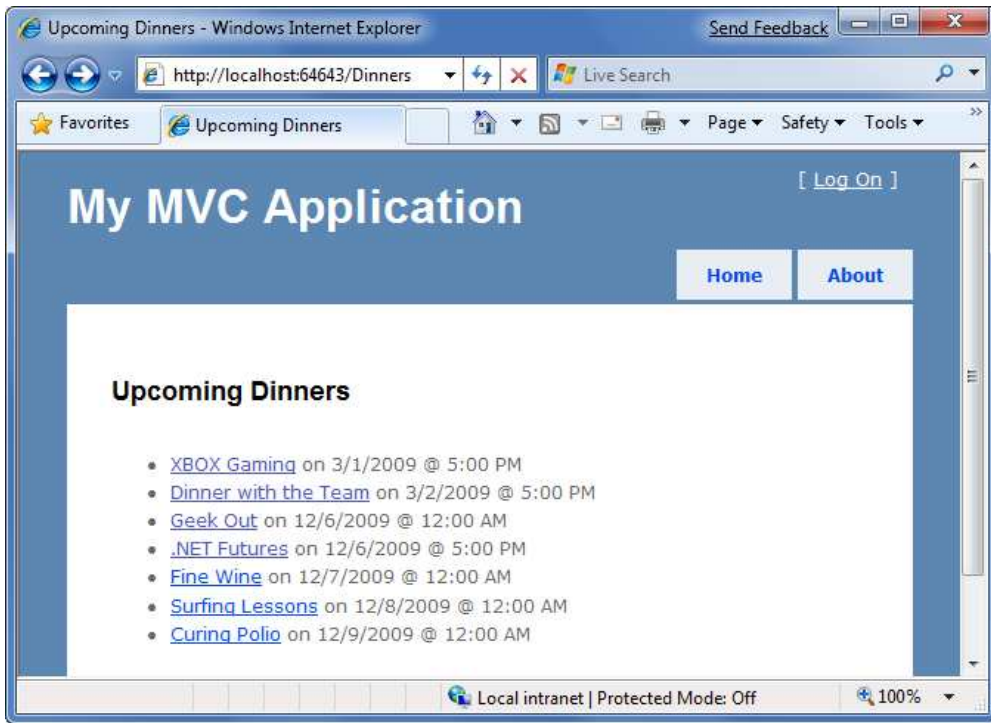 Upcoming Dinners - Windows Internet Explorer
Send Feedback
http://localhost:64643/Dinners
Live Search
Favorites
Upcoming Dinners
Page
Safety
Tools
[ Log On ]
My MVC Application
Home
About
Upcoming Dinners
• XBOX Gaming on 3/1/2009 @ 5:00 PM
• Dinner with the Team on 3/2/2009 @ 5:00 PM
• Geek Out on 12/6/2009 @ 12:00 AM
• .NET Futures on 12/6/2009 @ 5:00 PM
• Fine Wine on 12/7/2009 @ 12:00 AM
• Surfing Lessons on 12/8/2009 @ 12:00 AM
• Curing Polio on 12/9/2009 @ 12:00 AM
Local intranet | Protected Mode: Off
100%